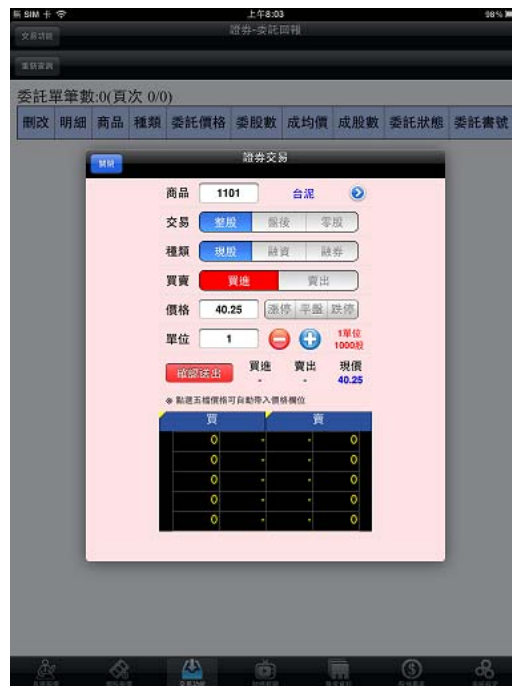 無 SIM 卡 上午8:03 98%
證券-委託回報
交易功能
重新查詢
委託單筆數:0(頁次 0/0)
刪改 明細 商品 種類 委託價格 委股數 成均價 成股數 委託狀態 委託書號
關閉 證券交易
商品 1101 台泥
交易 整股 盤後 零股
種類 現股 融資 融券
買賣 買進 賣出
價格 40.25 漲停 平盤 跌停
單位 1 1單位
1000股
確認送出 買進 賣出 現價
- - 40.25
※ 點選五檔價格可自動帶入價格欄位
買 賣
0 - - 0
0 - - 0
0 - - 0
0 - - 0
0 - - 0
交易功能